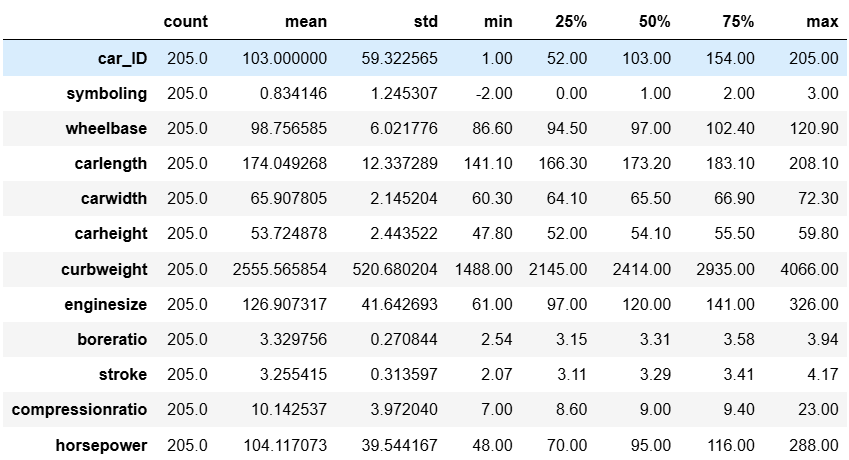 count mean std min 25% 50% 75% max
car_ID 205.0 103.000000 59.322565 1.00 52.00 103.00 154.00 205.00
symboling 205.0 0.834146 1.245307 -2.00 0.00 1.00 2.00 3.00
wheelbase 205.0 98.756585 6.021776 86.60 94.50 97.00 102.40 120.90
carlength 205.0 174.049268 12.337289 141.10 166.30 173.20 183.10 208.10
carwidth 205.0 65.907805 2.145204 60.30 64.10 65.50 66.90 72.30
carheight 205.0 53.724878 2.443522 47.80 52.00 54.10 55.50 59.80
curbweight 205.0 2555.565854 520.680204 1488.00 2145.00 2414.00 2935.00 4066.00
enginesize 205.0 126.907317 41.642693 61.00 97.00 120.00 141.00 326.00
boreratio 205.0 3.329756 0.270844 2.54 3.15 3.31 3.58 3.94
stroke 205.0 3.255415 0.313597 2.07 3.11 3.29 3.41 4.17
compressionratio 205.0 10.142537 3.972040 7.00 8.60 9.00 9.40 23.00
horsepower 205.0 104.117073 39.544167 48.00 70.00 95.00 116.00 288.00